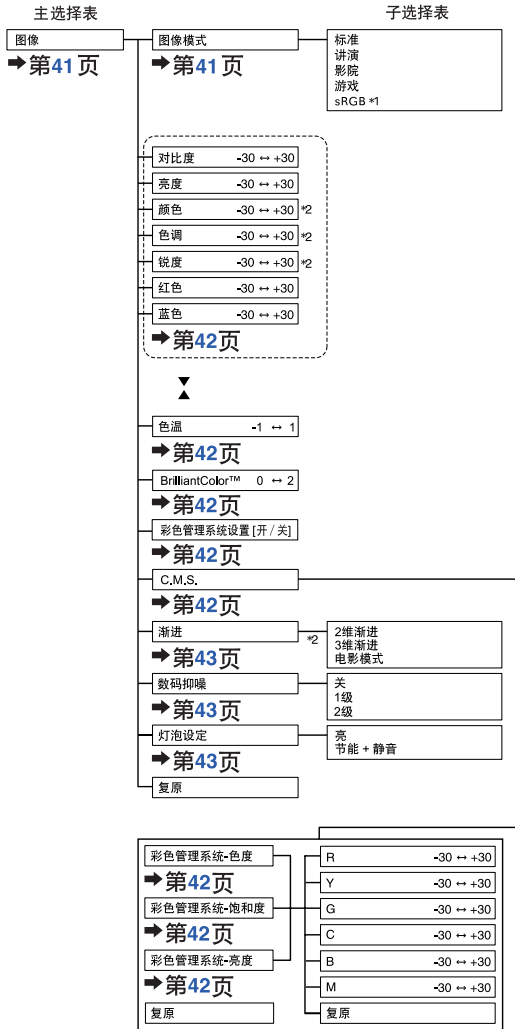 主选择表
子选择表
图像
➡第41页
图像模式
➡第41页
标准
讲演
影院
游戏
sRGB *1
对比度 -30 ↔ +30
亮度 -30 ↔ +30
颜色 -30 ↔ +30 *2
色调 -30 ↔ +30 *2
锐度 -30 ↔ +30 *2
红色 -30 ↔ +30
蓝色 -30 ↔ +30
➡第42页
色温 -1 ↔ 1
➡第42页
BrilliantColor™ 0 ↔ 2
➡第42页
彩色管理系统设置 [开 / 关]
➡第42页
C.M.S.
➡第42页
渐进 *2
➡第43页
2维渐进
3维渐进
电影模式
数码抑噪
➡第43页
关
1级
2级
灯泡设定
➡第43页
亮
节能 + 静音
复原
彩色管理系统-色度
➡第42页
彩色管理系统-饱和度
➡第42页
彩色管理系统-亮度
➡第42页
复原
R -30 ↔ +30
Y -30 ↔ +30
G -30 ↔ +30
C -30 ↔ +30
B -30 ↔ +30
M -30 ↔ +30
复原